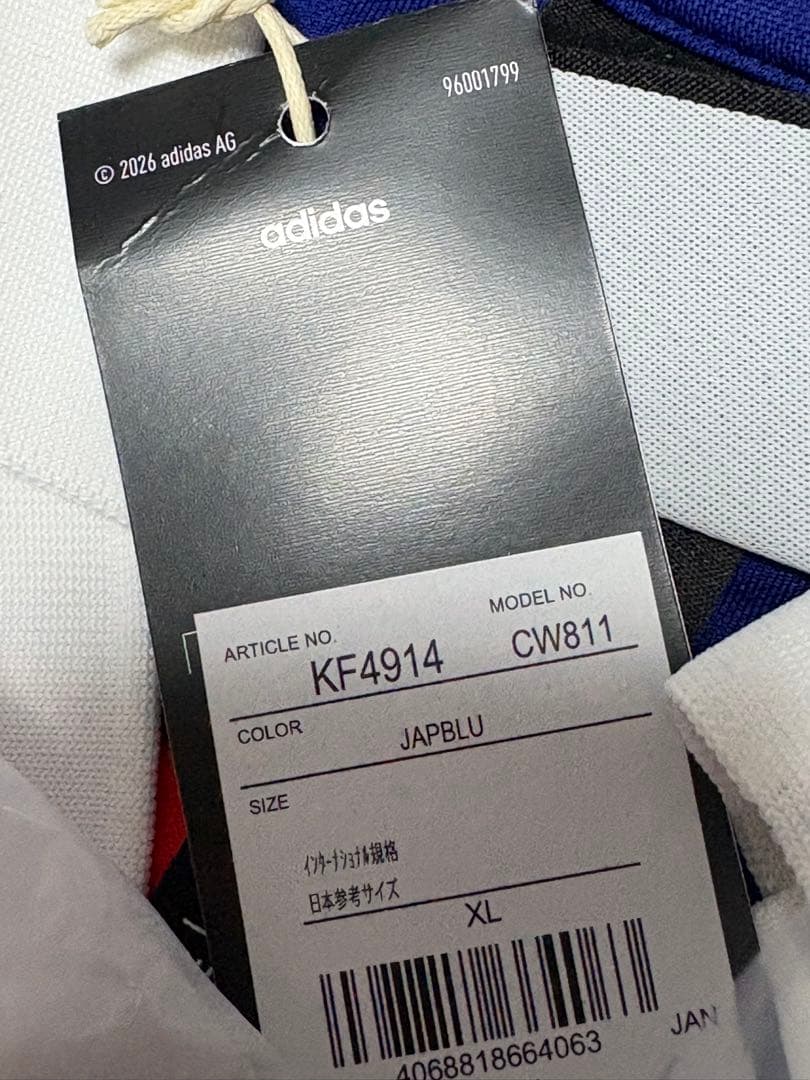 96001799
© 2026 adidas AG
adidas
ARTICLE NO. MODEL NO.
KF4914 CW811
COLOR JAPBLU
SIZE
インターナショナル規格
日本参考サイズ
XL
4068818664063
JAN